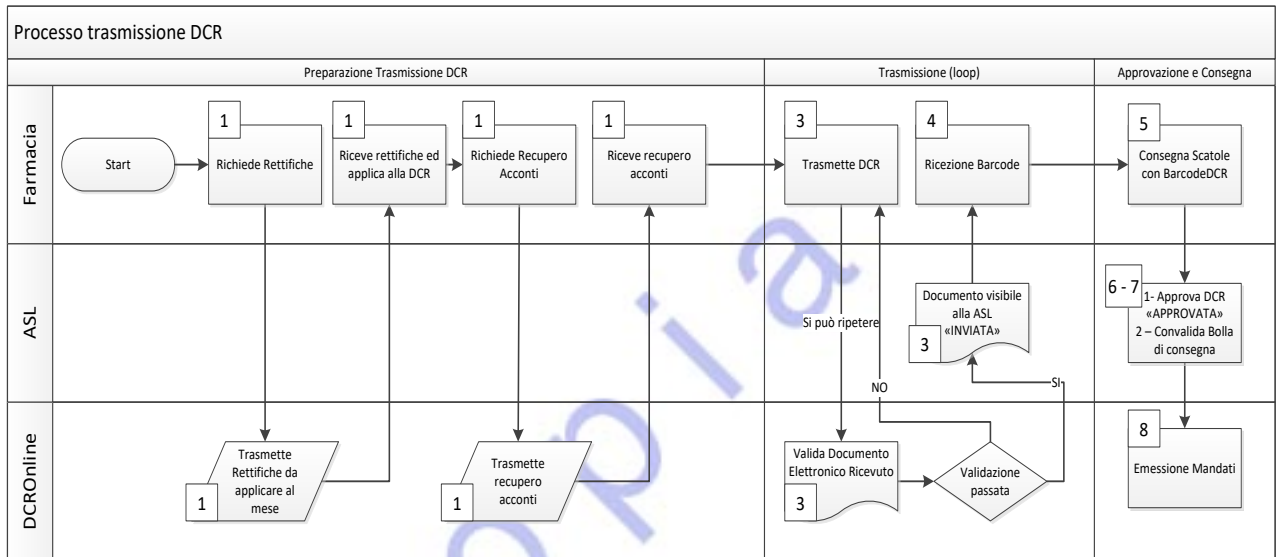 Processo trasmissione DCR
Preparazione Trasmissione DCR
Trasmissione (loop)
Approvazione e Consegna
Farmacia
Start
1
Richiede Rettifiche
1
Riceve rettifiche ed
applica alla DCR
1
Richiede Recupero
Acconti
1
Riceve recupero
acconti
3
Trasmette DCR
4
Ricezione Barcode
5
Consegna Scatole
con BarcodeDCR
ASL
Si può ripetere
NO
Documento visibile
alla ASL
«INVIATA»
3
SI
6 - 7
1- Approva DCR
«APPROVATA»
2 – Convalida Bolla
di consegna
DCROnline
Trasmette
Rettifiche da
applicare al
mese
1
Trasmette
recupero
acconti
1
Valida Documento
Elettronico Ricevuto
3
Validazione
passata
8
Emessione Mandati
opia